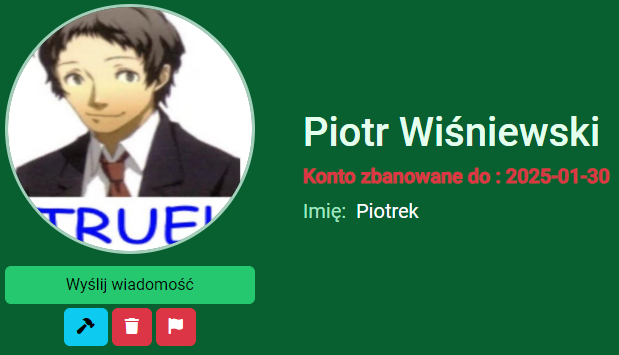 Piotr Wiśniewski
Konto zbanowane do : 2025-01-30
Imię: Piotrek
TRUE!
Wyślij wiadomość